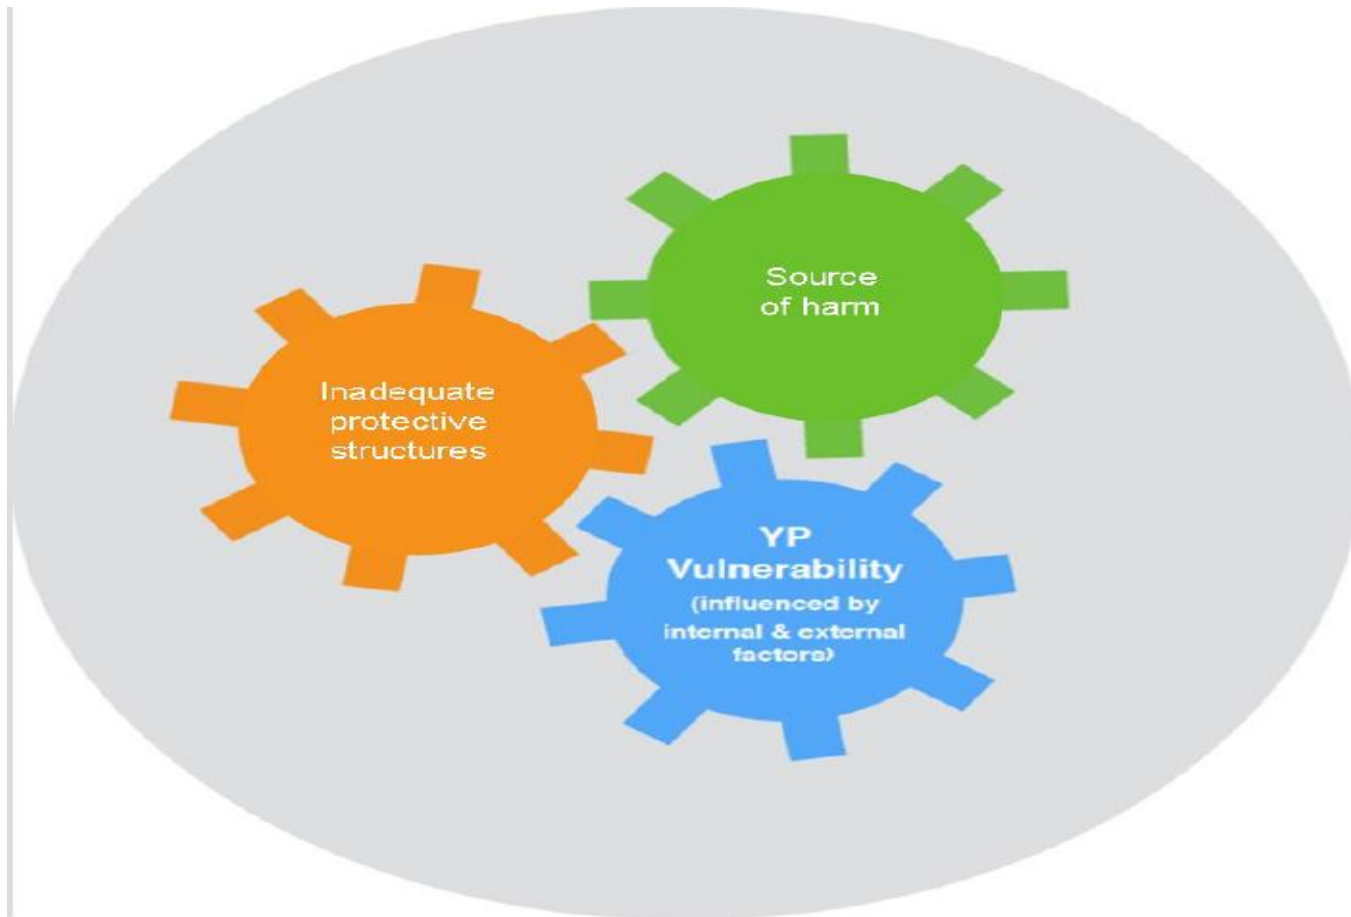 Source
of harm
Inadequate
protective
structures
YP
Vulnerability
(influenced by
internal & external
factors)